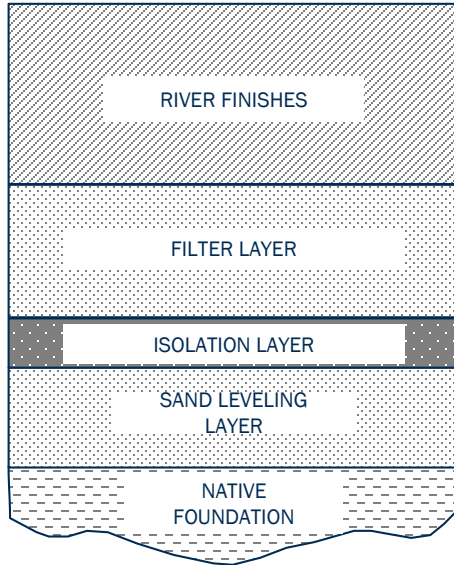 RIVER FINISHES
FILTER LAYER
ISOLATION LAYER
SAND LEVELING
LAYER
NATIVE
FOUNDATION